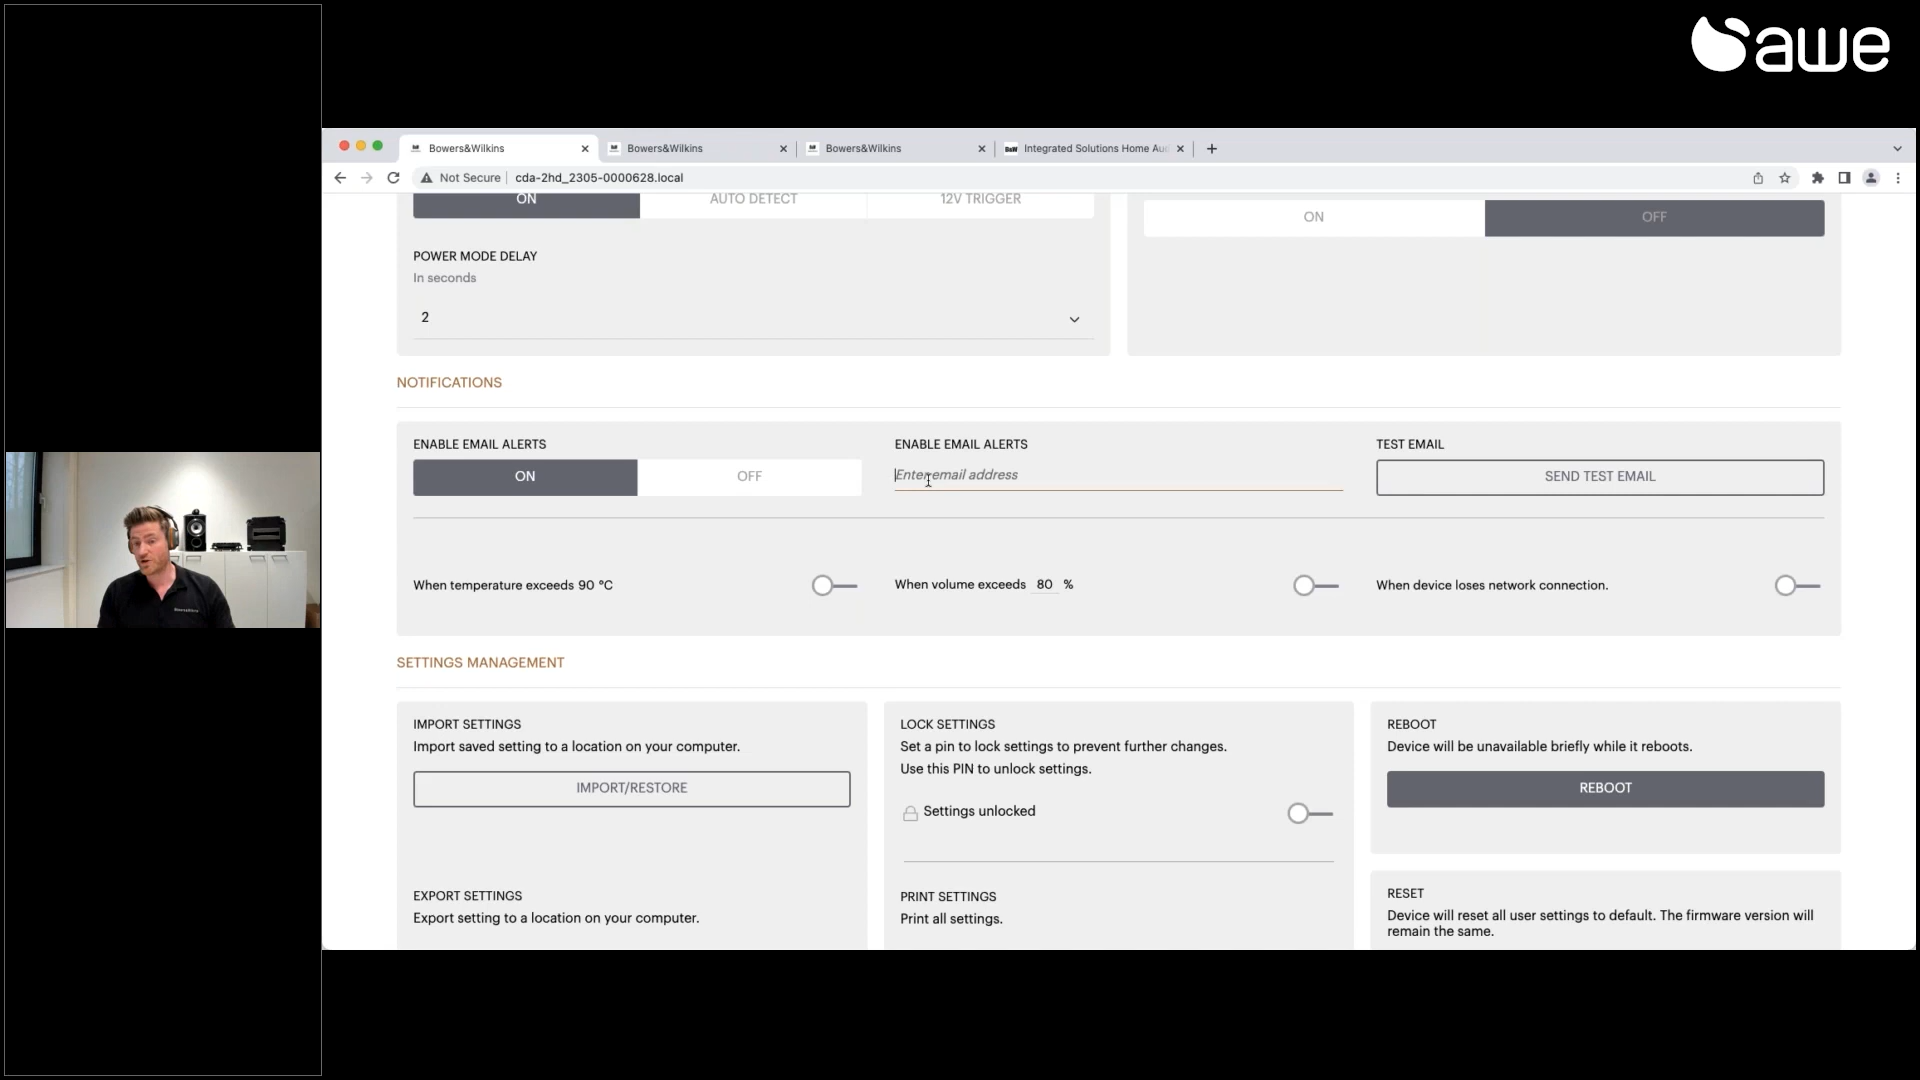 awe
Bowers&Wilkins
Bowers&Wilkins
Bowers&Wilkins
B&W Integrated Solutions Home Au
Not Secure
cda-2hd_2305-0000628.local
ON
AUTO DETECT
12V TRIGGER
ON
OFF
POWER MODE DELAY
In seconds
2
NOTIFICATIONS
ENABLE EMAIL ALERTS
ENABLE EMAIL ALERTS
TEST EMAIL
ON
OFF
Enter email address
SEND TEST EMAIL
When temperature exceeds 90 °C
When volume exceeds 80 %
When device loses network connection.
SETTINGS MANAGEMENT
IMPORT SETTINGS
Import saved setting to a location on your computer.
IMPORT/RESTORE
LOCK SETTINGS
Set a pin to lock settings to prevent further changes.
Use this PIN to unlock settings.
Settings unlocked
REBOOT
Device will be unavailable briefly while it reboots.
REBOOT
EXPORT SETTINGS
Export setting to a location on your computer.
PRINT SETTINGS
Print all settings.
RESET
Device will reset all user settings to default. The firmware version will
remain the same.